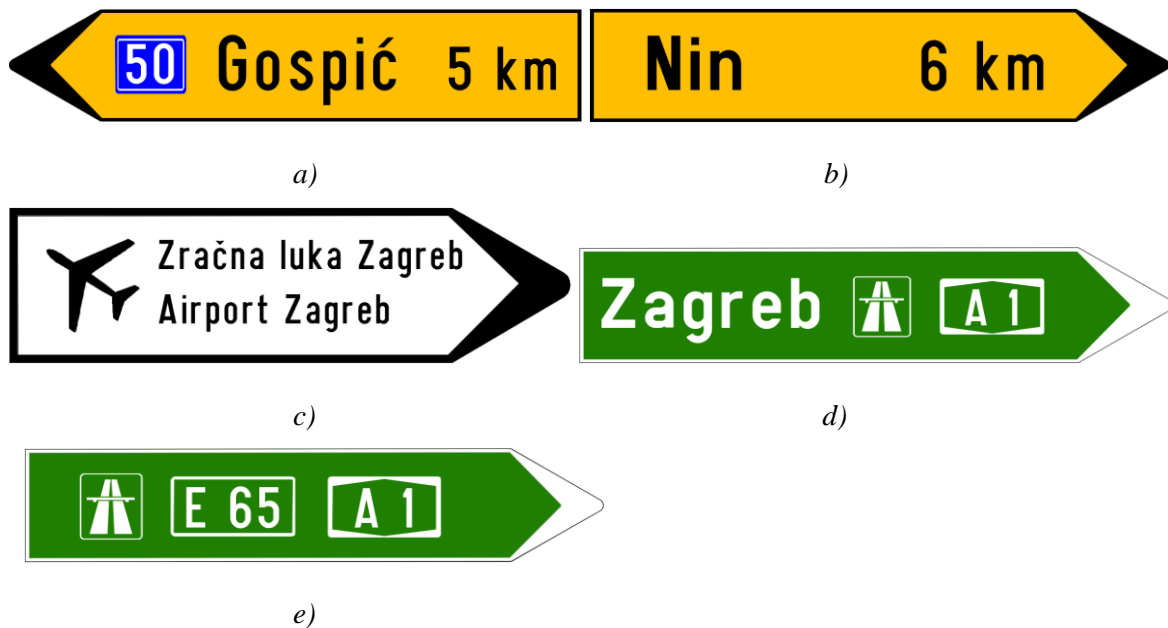 50 Gospić 5 km
Nin 6 km
a)
b)
Zračna luka Zagreb
Airport Zagreb
Zagreb A 1
c)
d)
E 65 A 1
e)